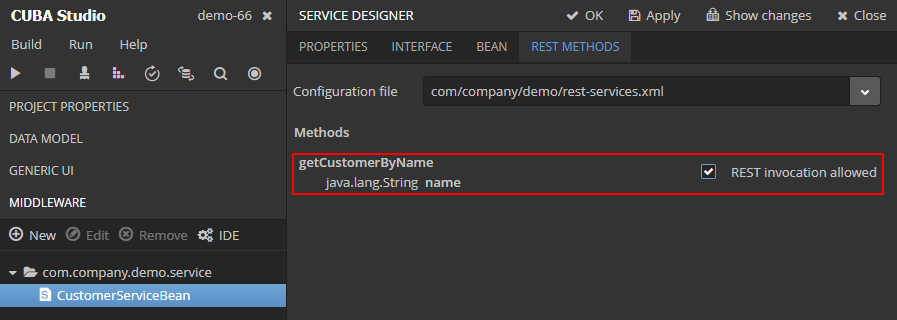 CUBA Studio demo-66
Build Run Help
PROJECT PROPERTIES
DATA MODEL
GENERIC UI
MIDDLEWARE
New Edit Remove IDE
com.company.demo.service
S CustomerServiceBean
SERVICE DESIGNER OK Apply Show changes Close
PROPERTIES INTERFACE BEAN REST METHODS
Configuration file com/company/demo/rest-services.xml
Methods
getCustomerByName
java.lang.String name REST invocation allowed